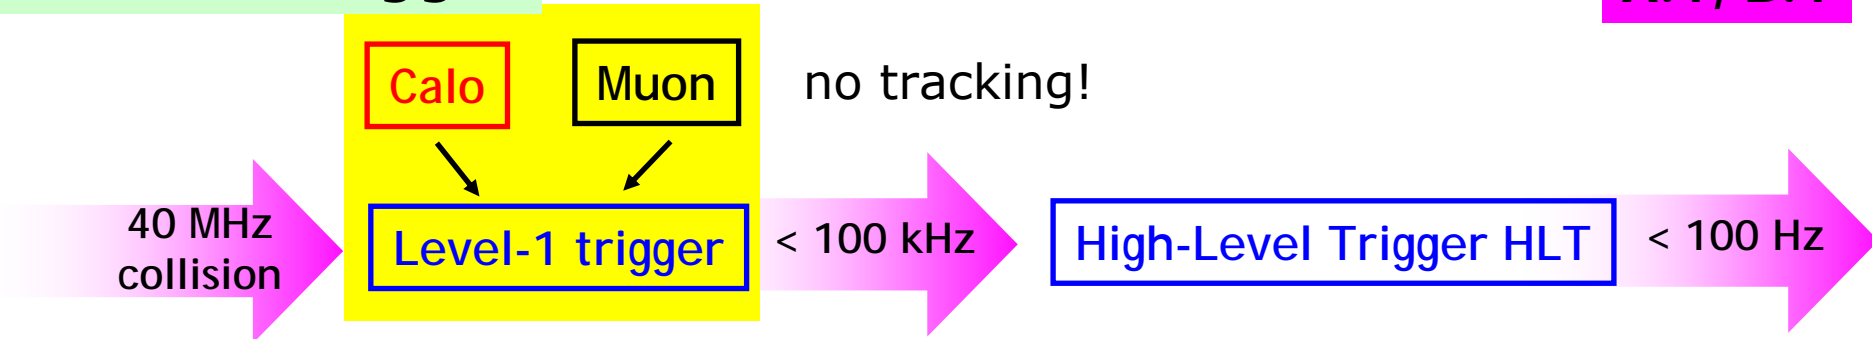 Calo
Muon
no tracking!
40 MHz
collision
Level-1 trigger
< 100 kHz
High-Level Trigger HLT
< 100 Hz